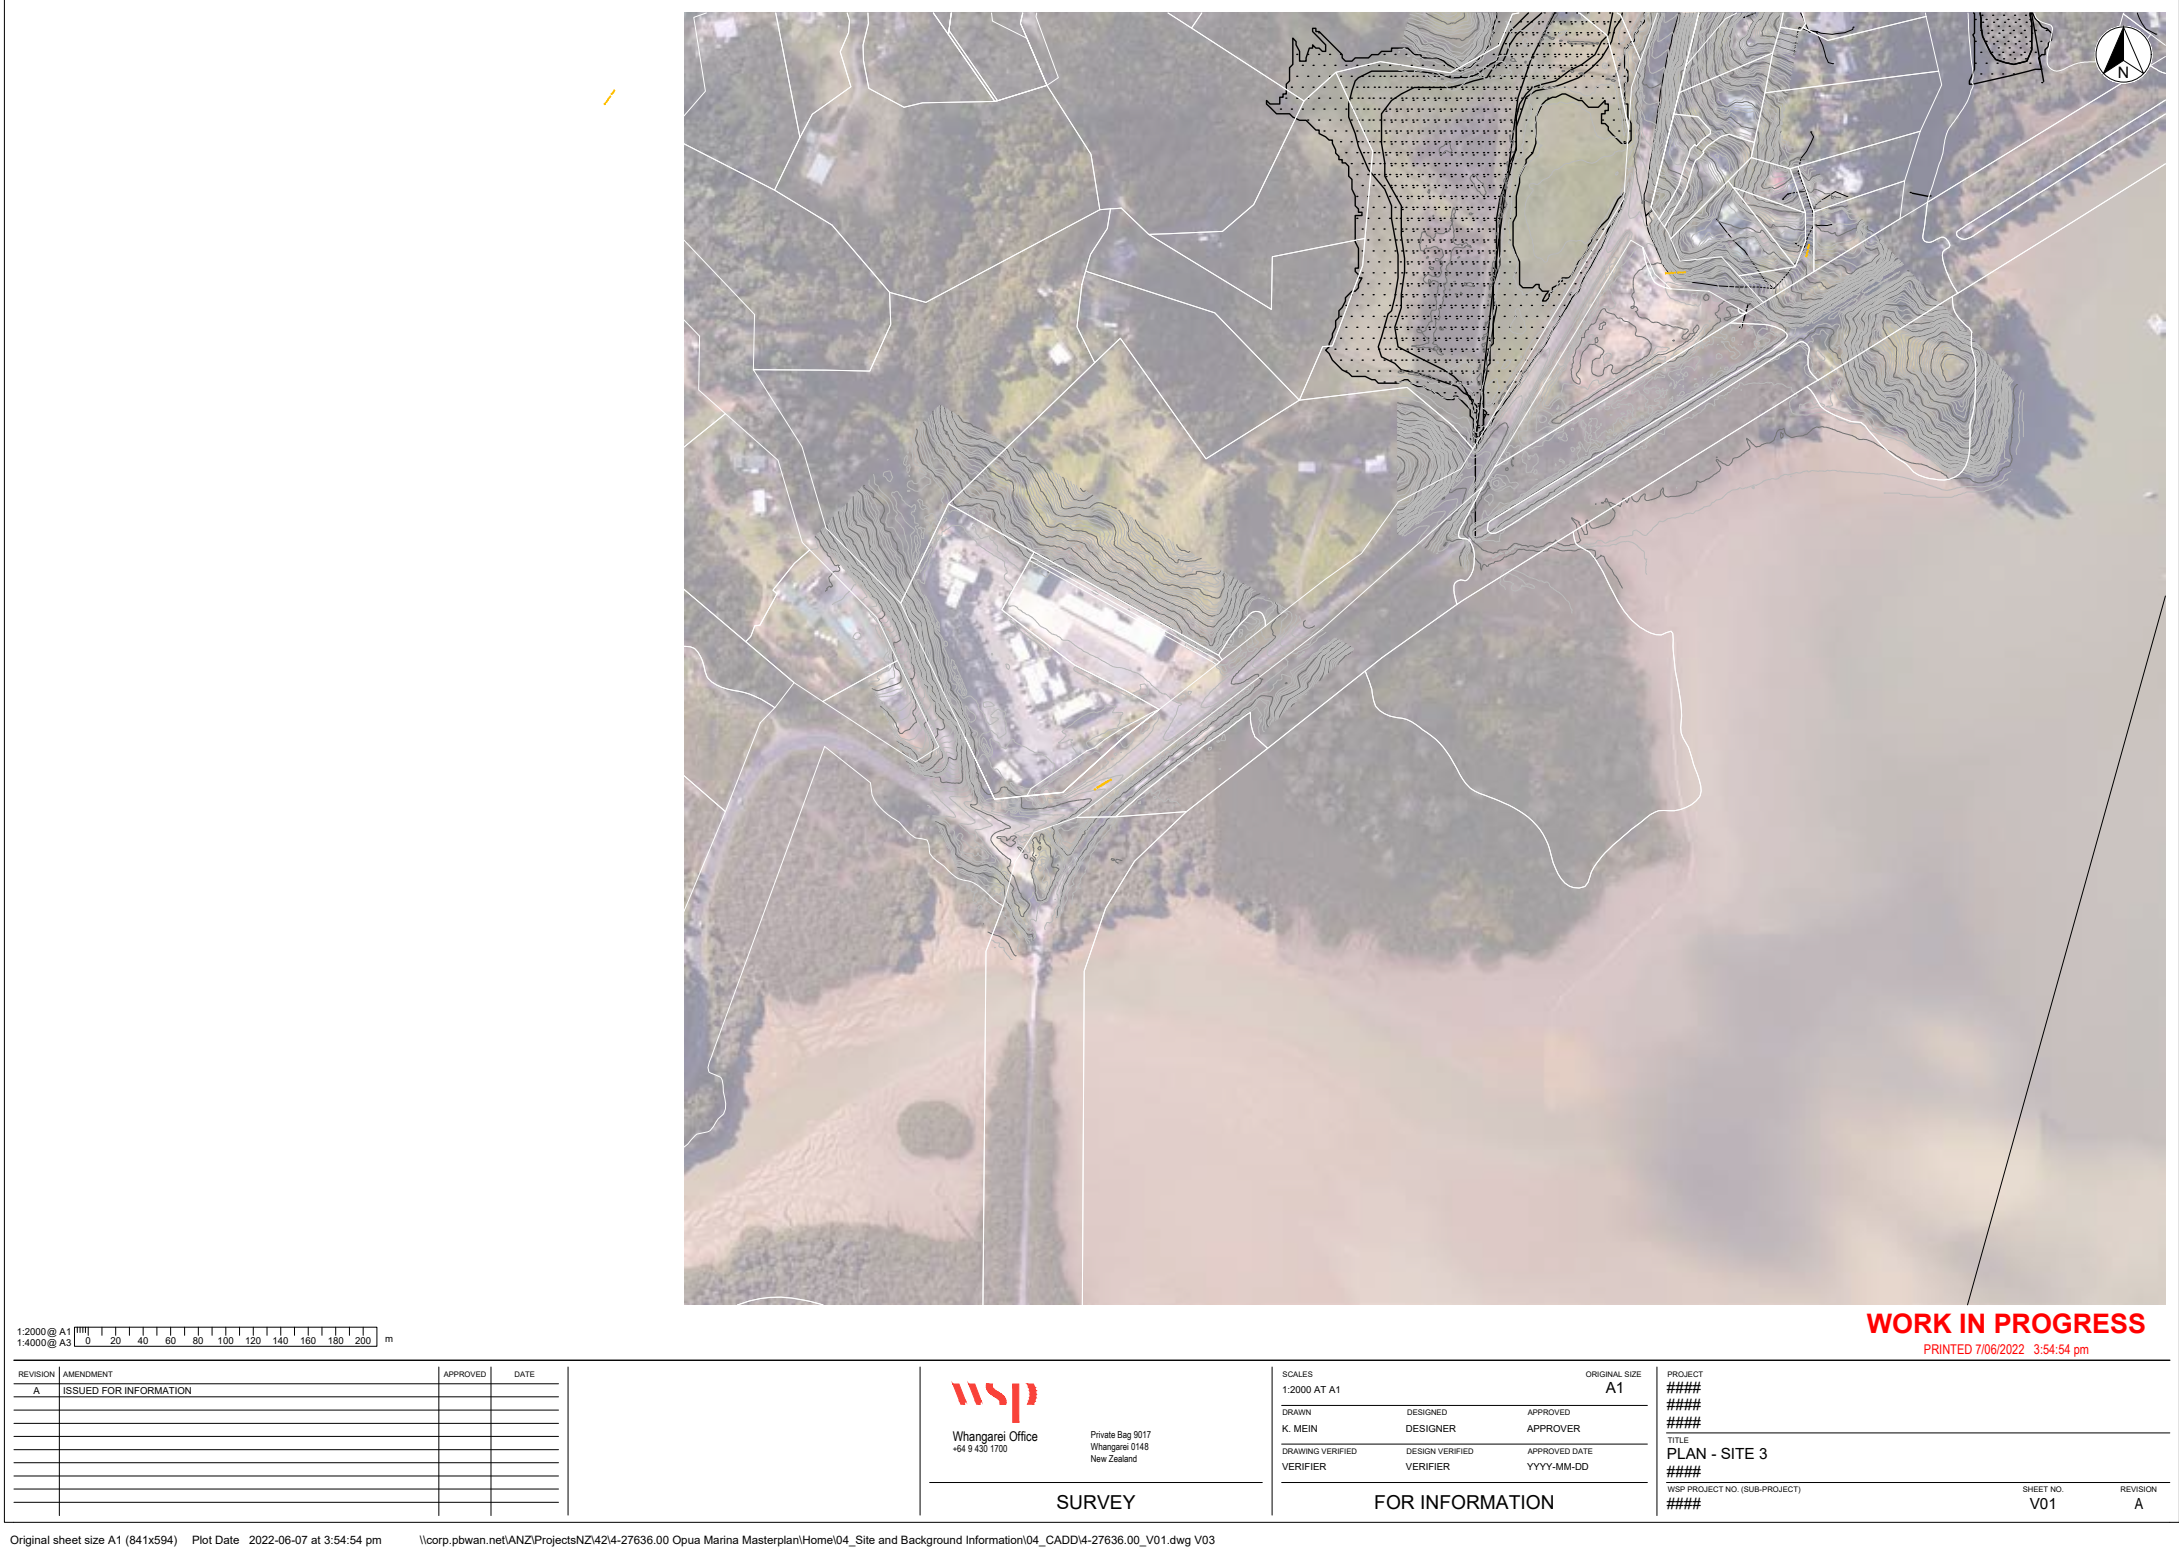 N
WORK IN PROGRESS
PRINTED 7/06/2022 3:54:54 pm
1:2000@ A1
1:4000@ A3
0 20 40 60 80 100 120 140 160 180 200 m
REVISION AMENDMENT APPROVED DATE
A ISSUED FOR INFORMATION
wsp
Whangarei Office
+64 9 430 1700
Private Bag 9017
Whangarei 0148
New Zealand
SURVEY
SCALES ORIGINAL SIZE
1:2000 AT A1 A1
DRAWN DESIGNED APPROVED
K. MEIN DESIGNER APPROVER
DRAWING VERIFIED DESIGN VERIFIED APPROVED DATE
VERIFIER VERIFIER YYYY-MM-DD
FOR INFORMATION
PROJECT
####
####
####
TITLE
PLAN - SITE 3
####
WSP PROJECT NO. (SUB-PROJECT) SHEET NO. REVISION
#### V01 A
Original sheet size A1 (841x594) Plot Date 2022-06-07 at 3:54:54 pm \\corp.pbwan.net\ANZ\ProjectsNZ\42\4-27636.00 Opua Marina Masterplan\Home\04_Site and Background Information\04_CADD\4-27636.00_V01.dwg V03